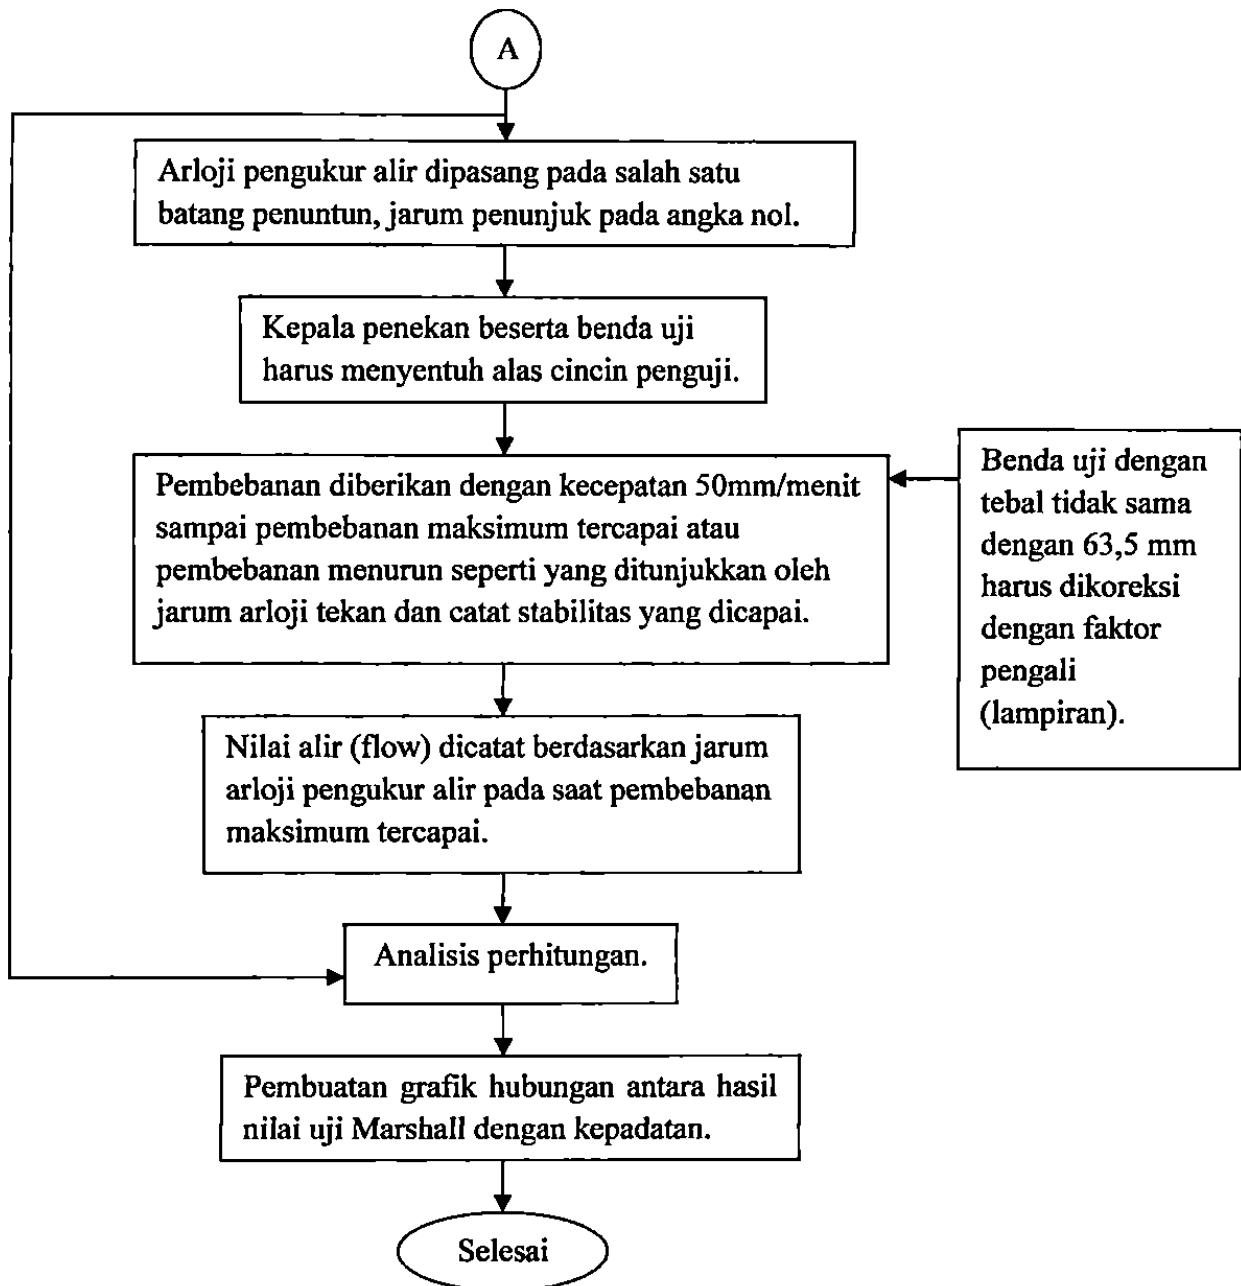 A
Arloji pengukur alir dipasang pada salah satu
batang penuntun, jarum penunjuk pada angka nol.
Kepala penekan beserta benda uji
harus menyentuh alas cincin penguji.
Pembebanan diberikan dengan kecepatan 50mm/menit
sampai pembebanan maksimum tercapai atau
pembebanan menurun seperti yang ditunjukkan oleh
jarum arloji tekan dan catat stabilitas yang dicapai.
Benda uji dengan
tebal tidak sama
dengan 63,5 mm
harus dikoreksi
dengan faktor
pengali
(lampiran).
Nilai alir (flow) dicatat berdasarkan jarum
arloji pengukur alir pada saat pembebanan
maksimum tercapai.
Analisis perhitungan.
Pembuatan grafik hubungan antara hasil
nilai uji Marshall dengan kepadatan.
Selesai